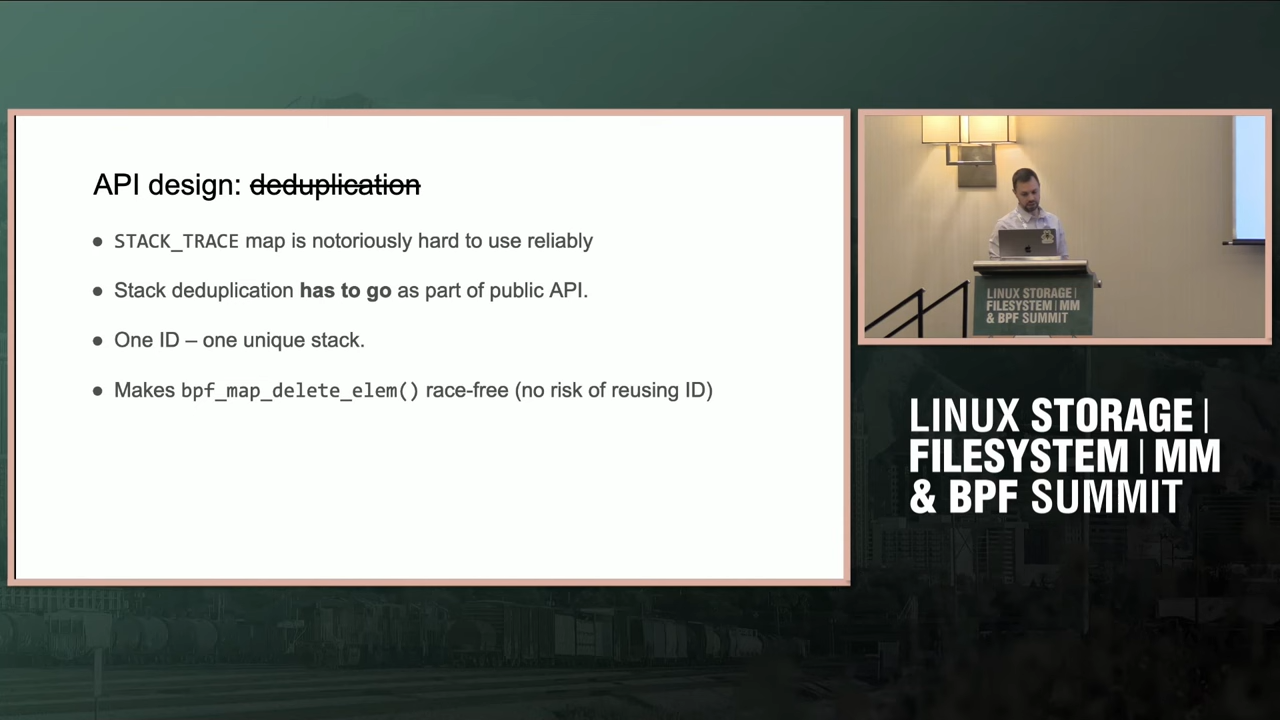 API design: deduplication
● STACK_TRACE map is notoriously hard to use reliably
● Stack deduplication has to go as part of public API.
● One ID – one unique stack.
● Makes bpf_map_delete_elem() race-free (no risk of reusing ID)
LINUX STORAGE |
FILESYSTEM | MM
& BPF SUMMIT
LINUX STORAGE |
FILESYSTEM | MM
& BPF SUMMIT